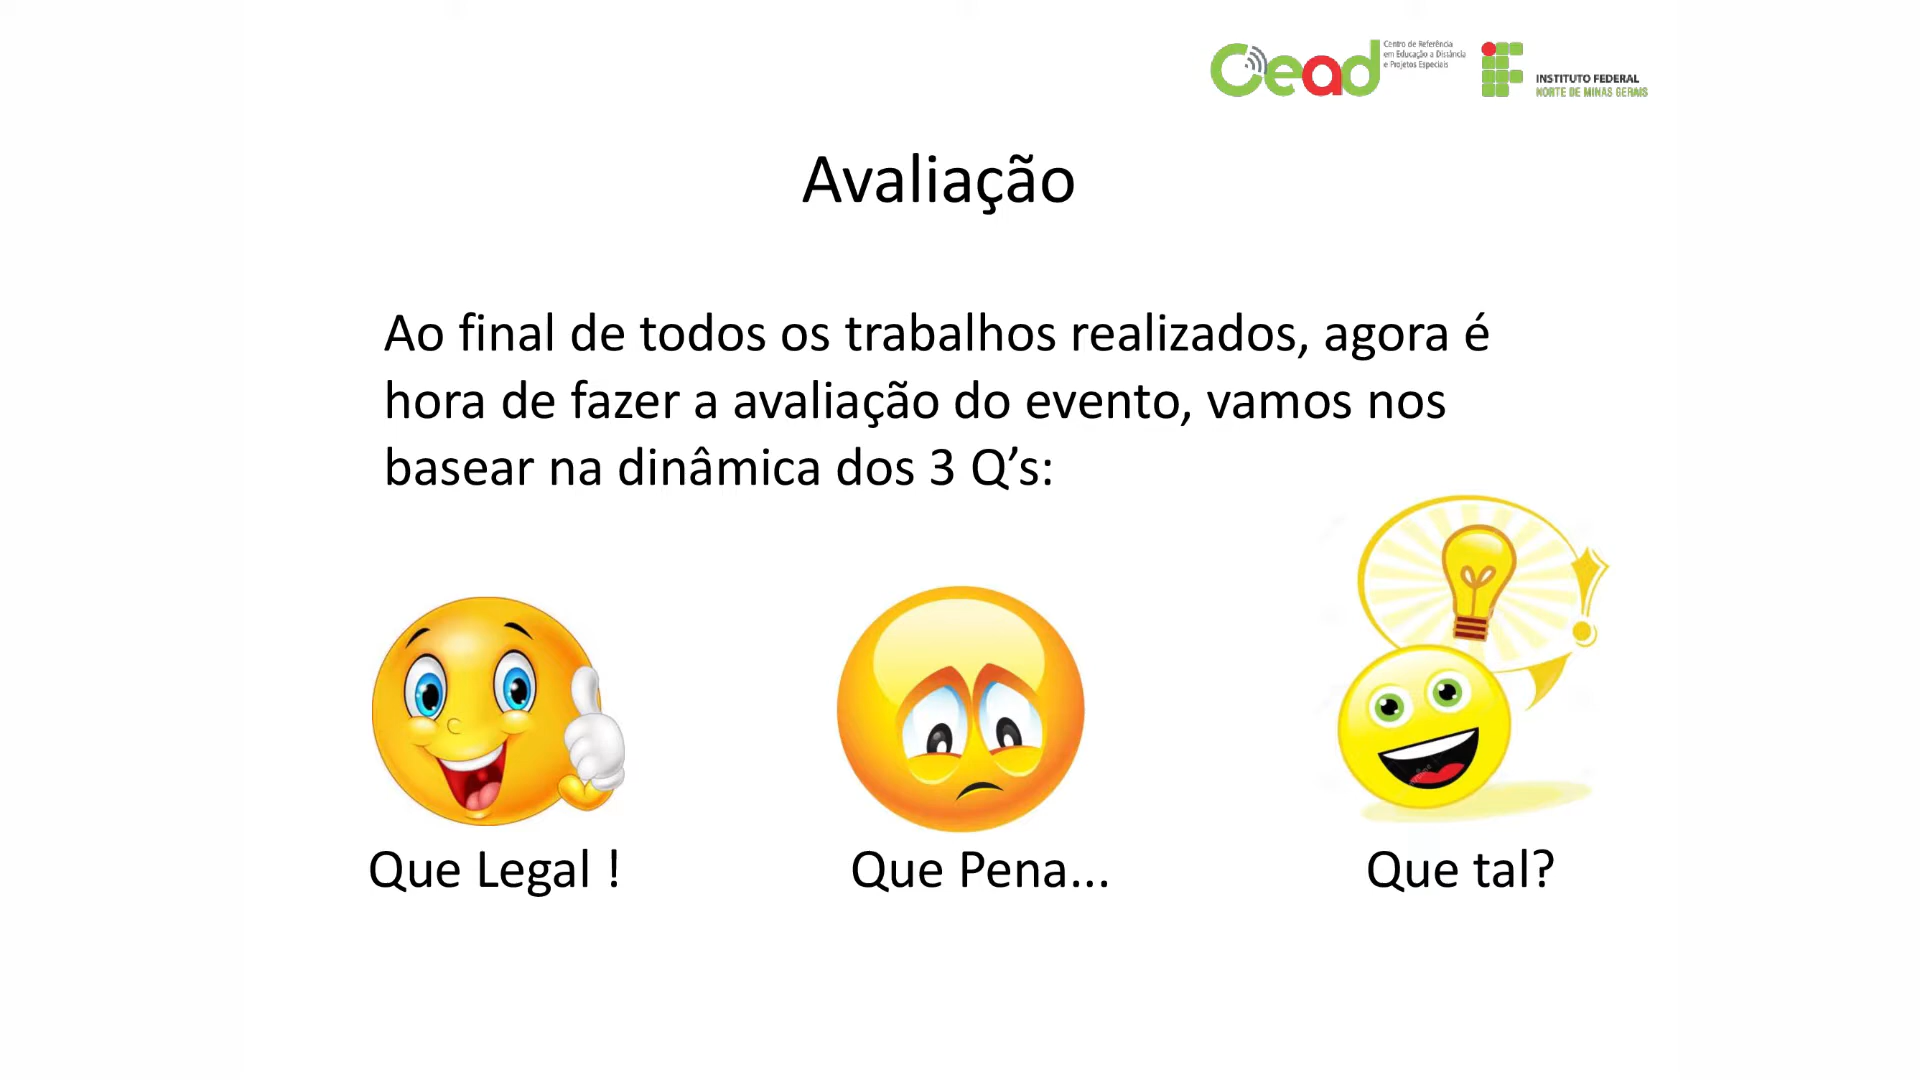 Cead
Centro de Referência
em Educação a Distância
e Projetos Especiais
INSTITUTO FEDERAL
NORTE DE MINAS GERAIS
Avaliação
Ao final de todos os trabalhos realizados, agora é
hora de fazer a avaliação do evento, vamos nos
basear na dinâmica dos 3 Q’s:
Que Legal !
Que Pena...
Que tal?